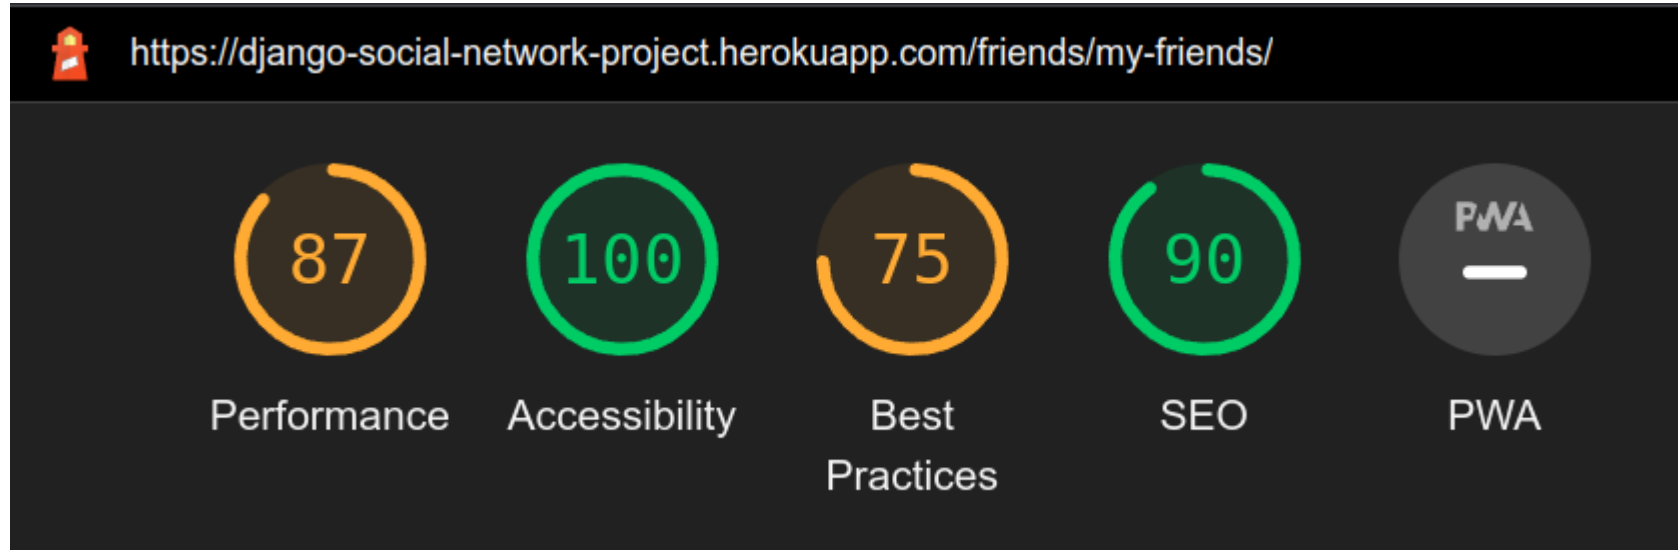 https://django-social-network-project.herokuapp.com/friends/my-friends/
87
100
75
90
PWA
Performance
Accessibility
Best
Practices
SEO
PWA